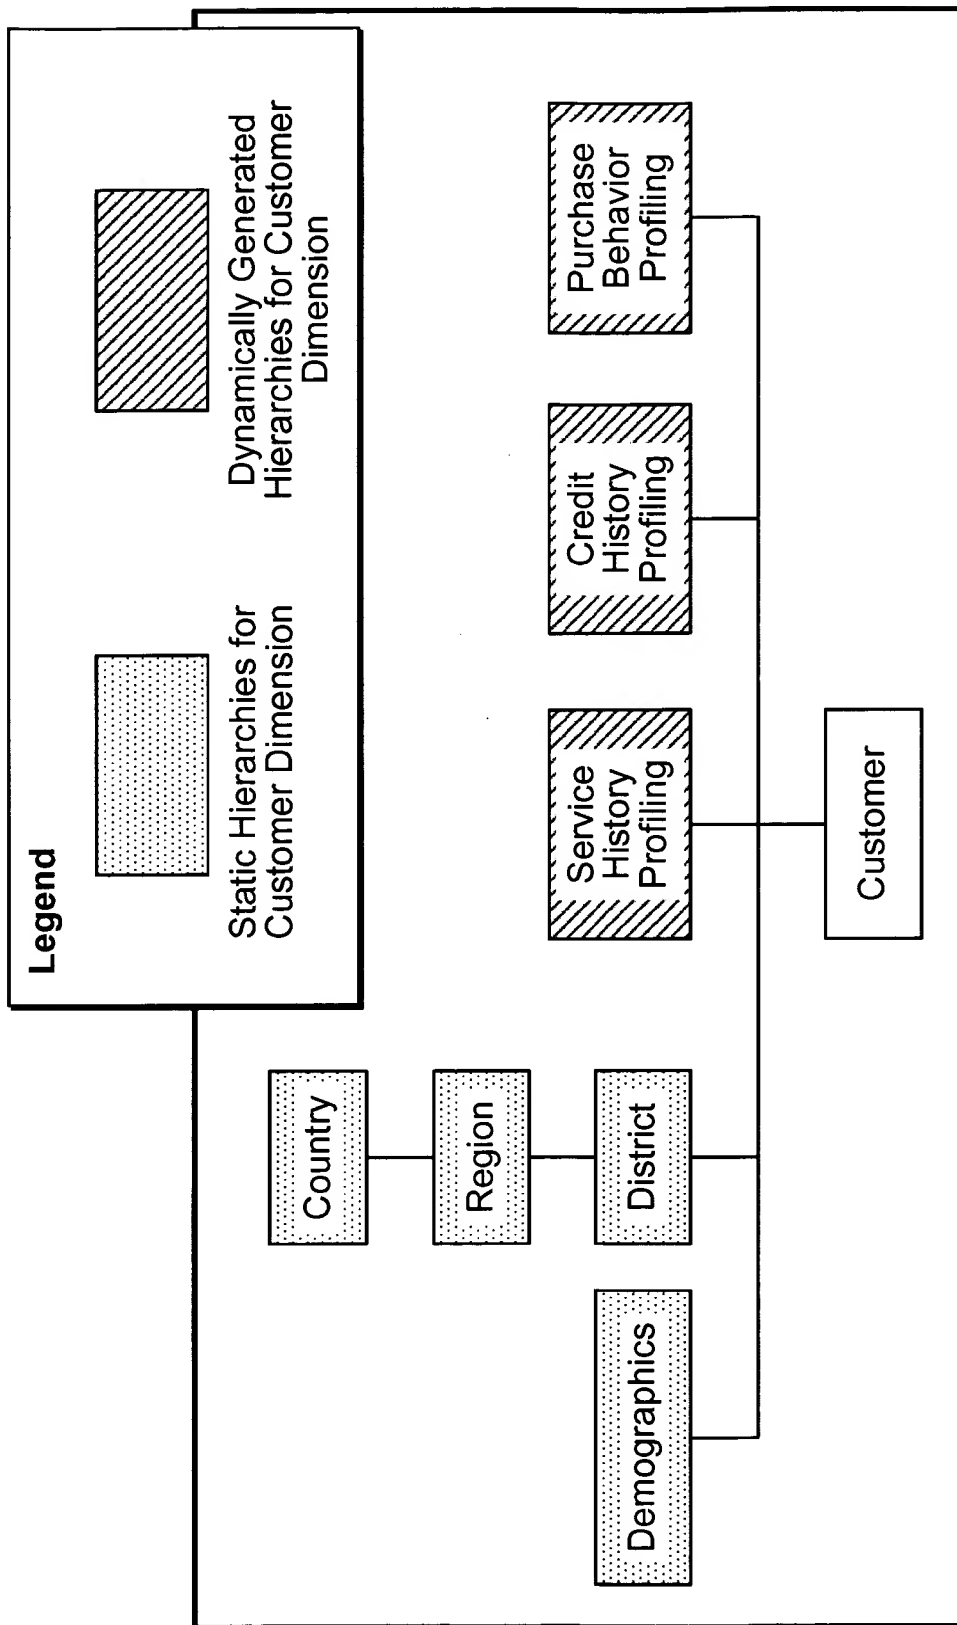 Legend
Static Hierarchies for
Customer Dimension
Dynamically Generated
Hierarchies for Customer
Dimension
Country
Region
District
Demographics
Service
History
Profiling
Credit
History
Profiling
Purchase
Behavior
Profiling
Customer